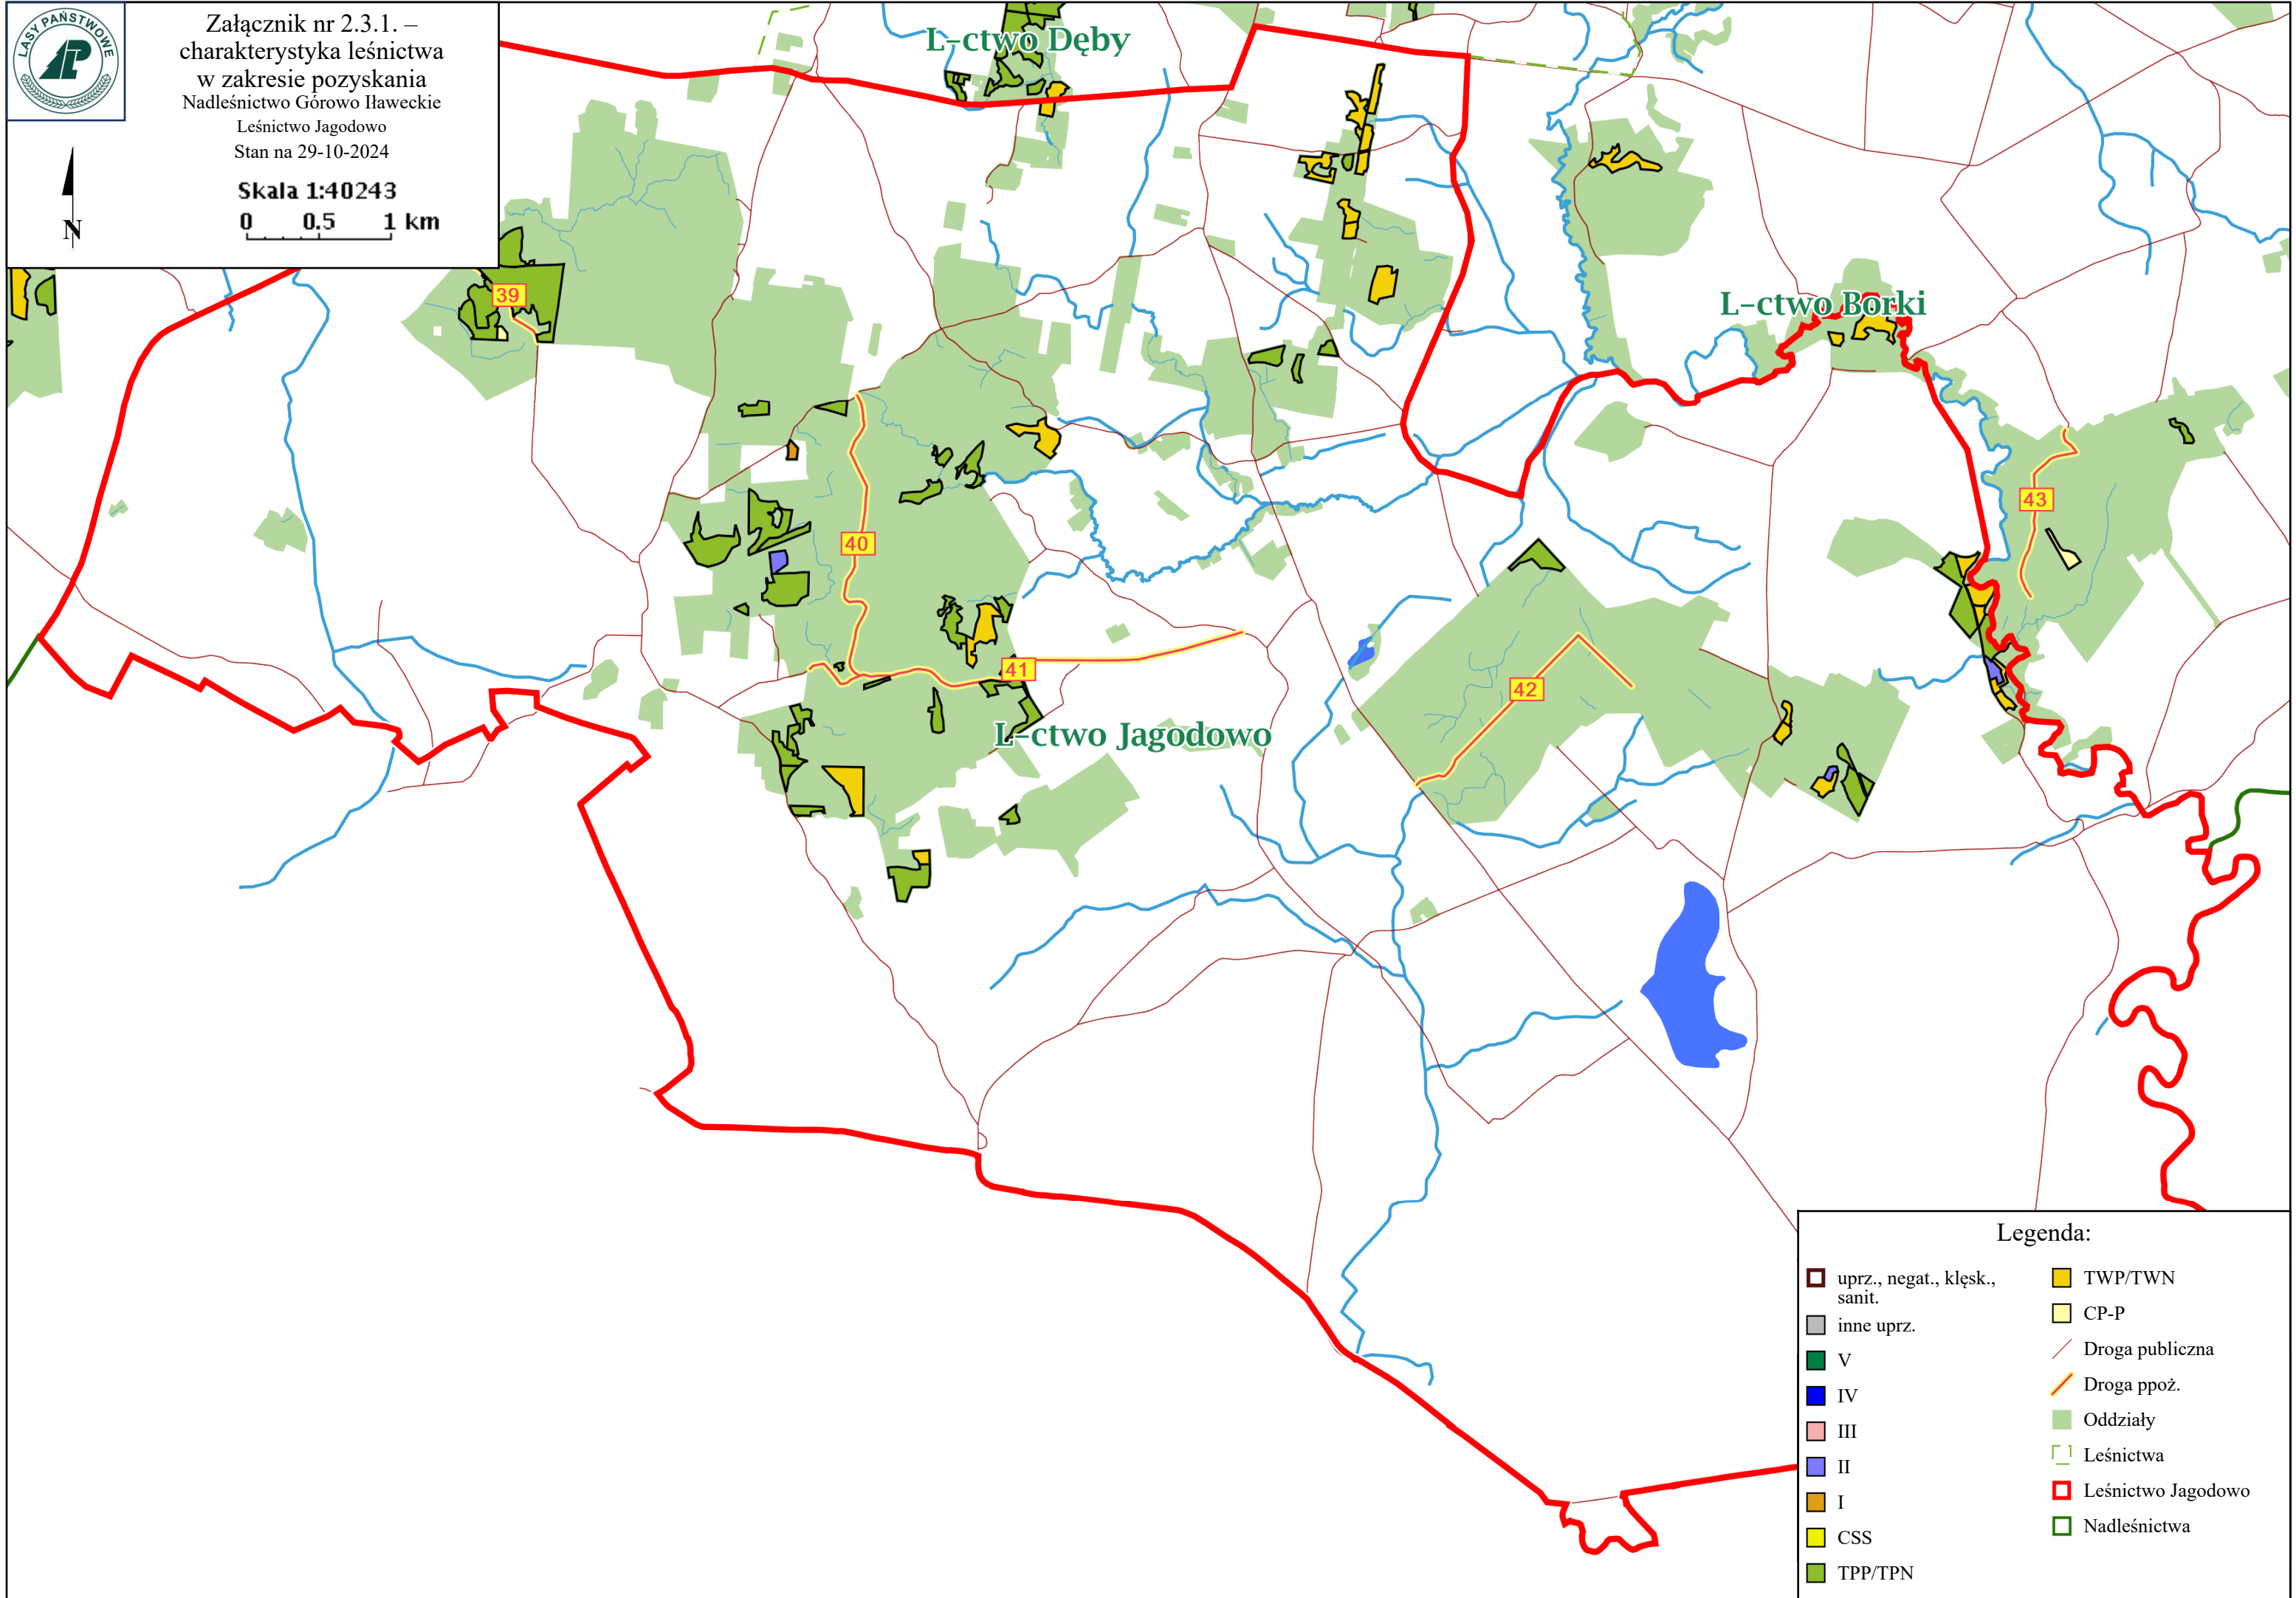 LASY PAŃSTWOWE
Załącznik nr 2.3.1. –
charakterystyka leśnictwa
w zakresie pozyskania
Nadleśnictwo Górowo Iławeckie
Leśnictwo Jagodowo
Stan na 29-10-2024
Skala 1:40243
0 0.5 1 km
N
L-ctwo Dęby
L-ctwo Borki
39
43
40
41
42
L-ctwo Jagodowo
Legenda:
uprz., negat., klęsk.,
sanit.
inne uprz.
V
IV
III
II
I
CSS
TPP/TPN
TWP/TWN
CP-P
Droga publiczna
Droga ppoż.
Oddziały
Leśnictwa
Leśnictwo Jagodowo
Nadleśnictwa